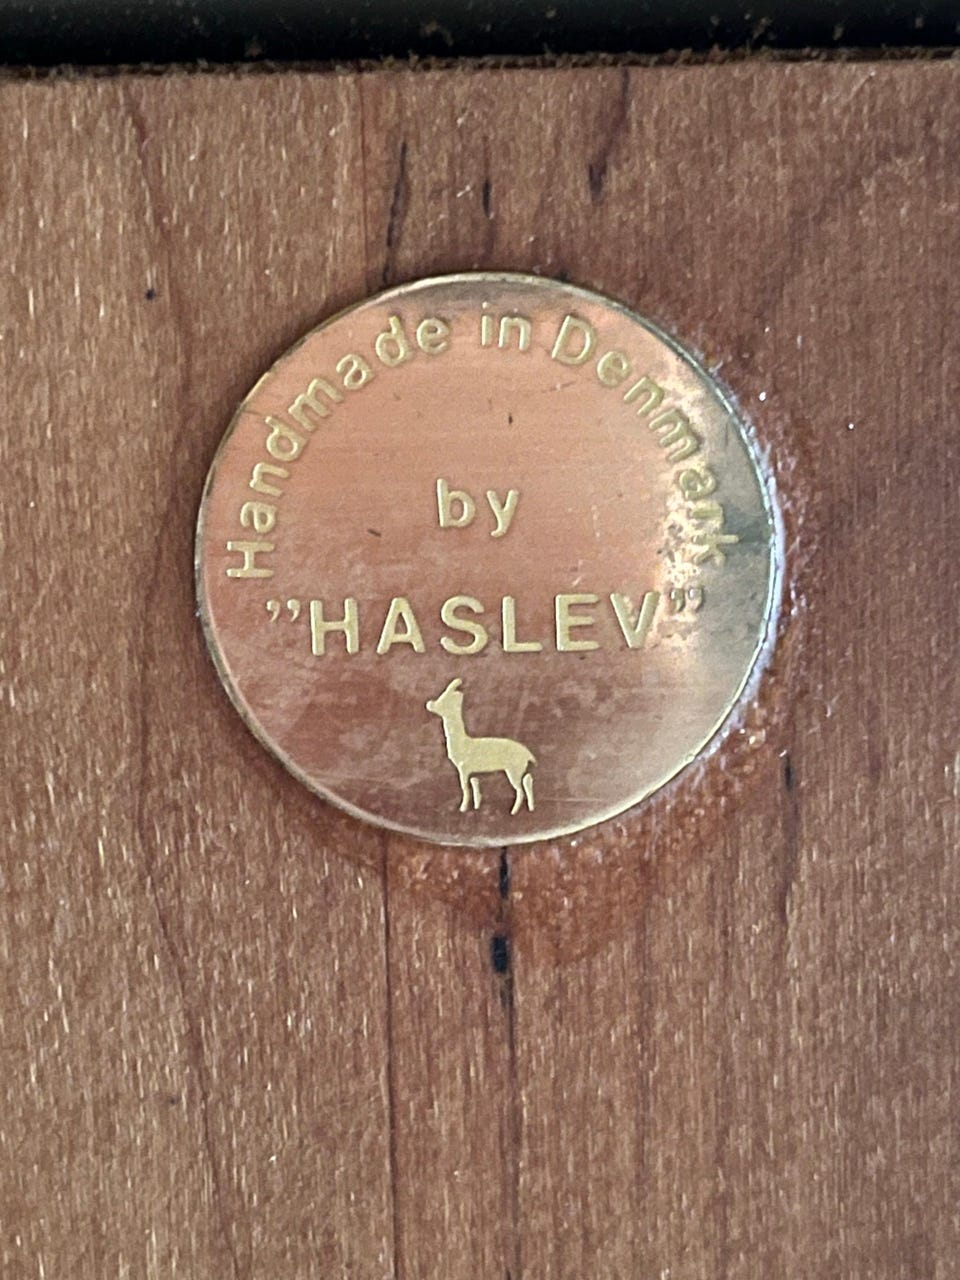 Handmade in Denmark
by
”HASLEV”